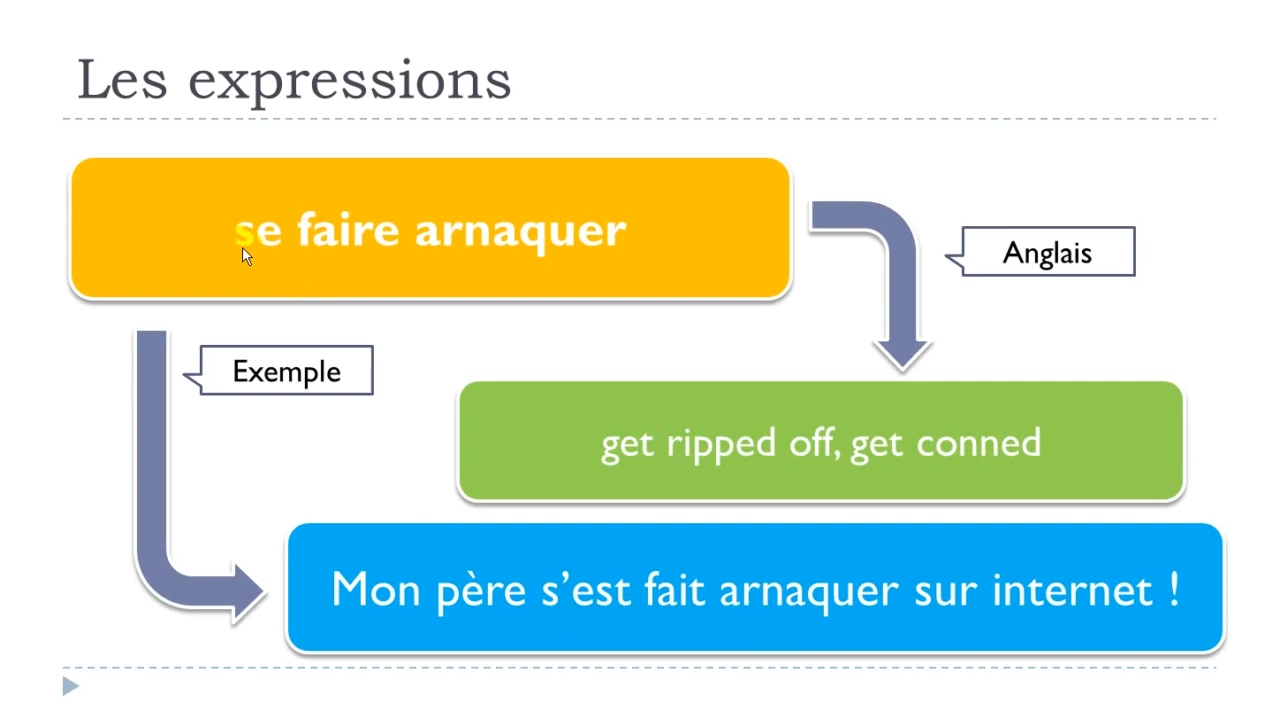 Les expressions
se faire arnaquer
Anglais
Exemple
get ripped off, get conned
Mon père s’est fait arnaquer sur internet !